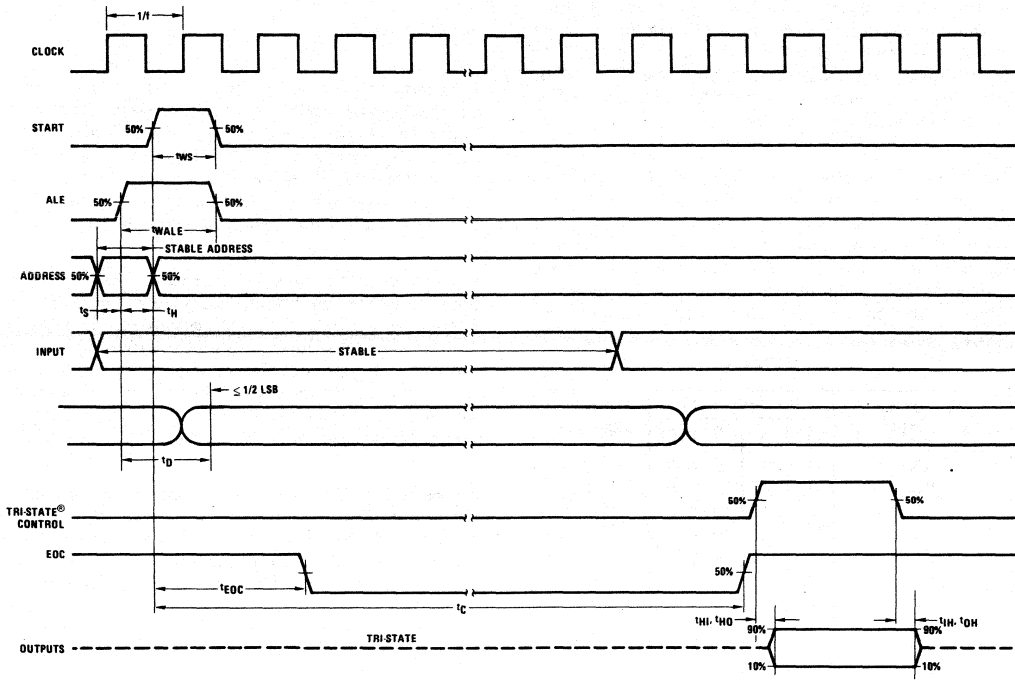 1/f
CLOCK
START
50%
50%
tWS
ALE
50%
50%
tWALE
STABLE ADDRESS
ADDRESS
50%
50%
tS
tH
INPUT
STABLE
≤ 1/2 LSB
tD
TRI-STATE®
CONTROL
50%
50%
EOC
50%
tEOC
tC
tHI, tHO
tIH, tOH
OUTPUTS
TRI-STATE
90%
90%
10%
10%